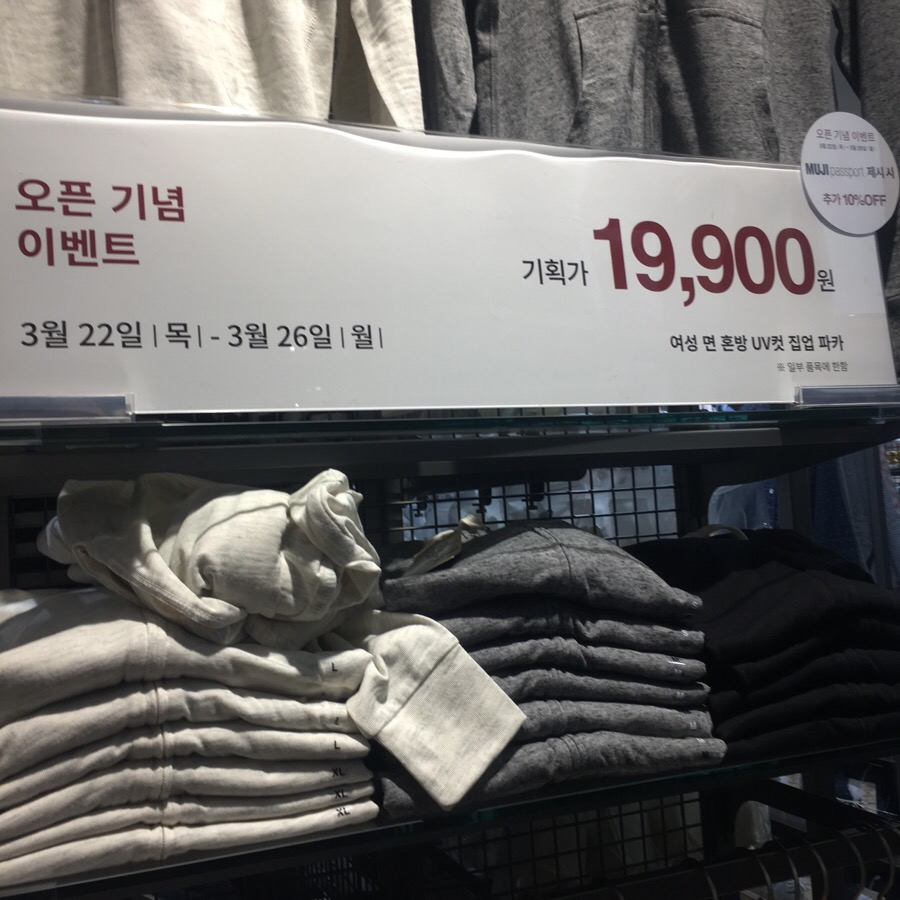 오픈 기념
이벤트
3월 22일 |목| - 3월 26일 |월|
기획가 19,900원
여성 면 혼방 UV컷 집업 파카
※ 일부 품목에 한함
오픈 기념 이벤트
MUJI passport 제시 시
추가 10%OFF
L
L
XL
XL
XL